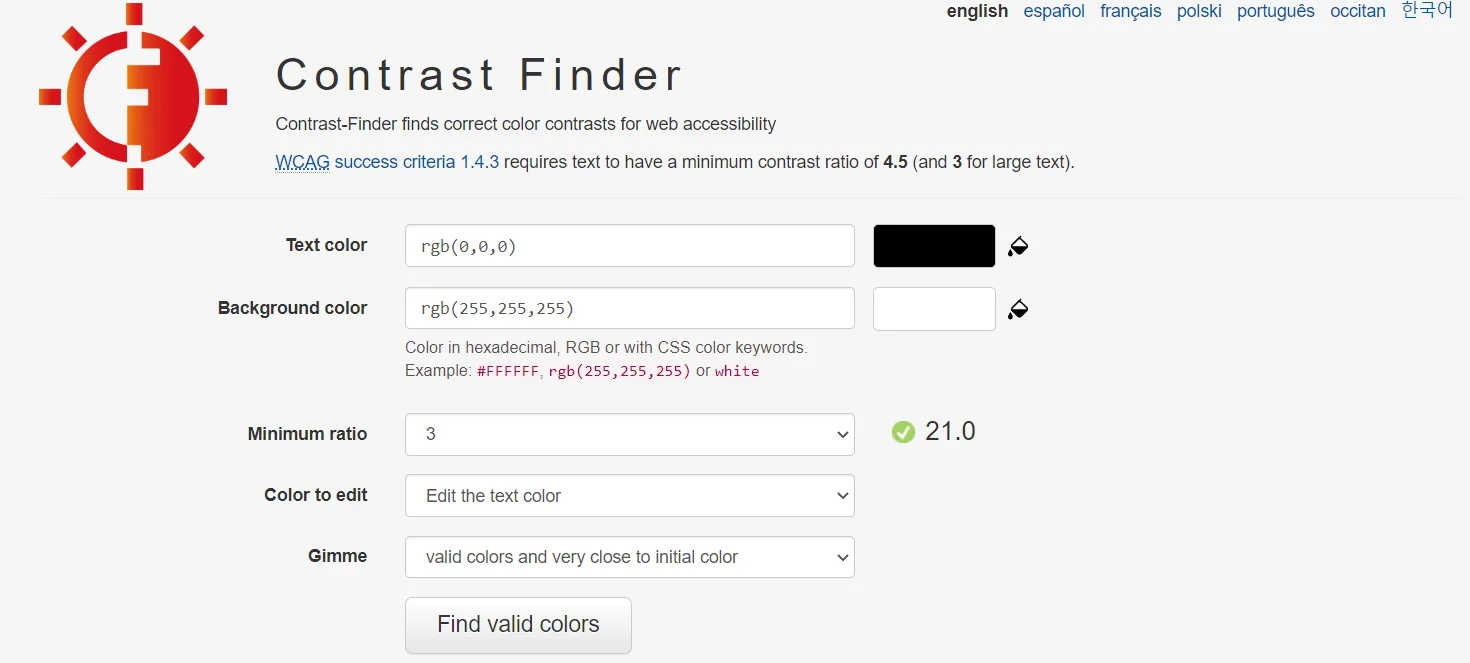 english español français polski português occitan 한국어
Contrast Finder
Contrast-Finder finds correct color contrasts for web accessibility
WCAG success criteria 1.4.3 requires text to have a minimum contrast ratio of 4.5 (and 3 for large text).
Text color rgb(0,0,0)
Background color rgb(255,255,255)
Color in hexadecimal, RGB or with CSS color keywords.
Example: #FFFFFF, rgb(255,255,255) or white
Minimum ratio 3 21.0
Color to edit Edit the text color
Gimme valid colors and very close to initial color
Find valid colors